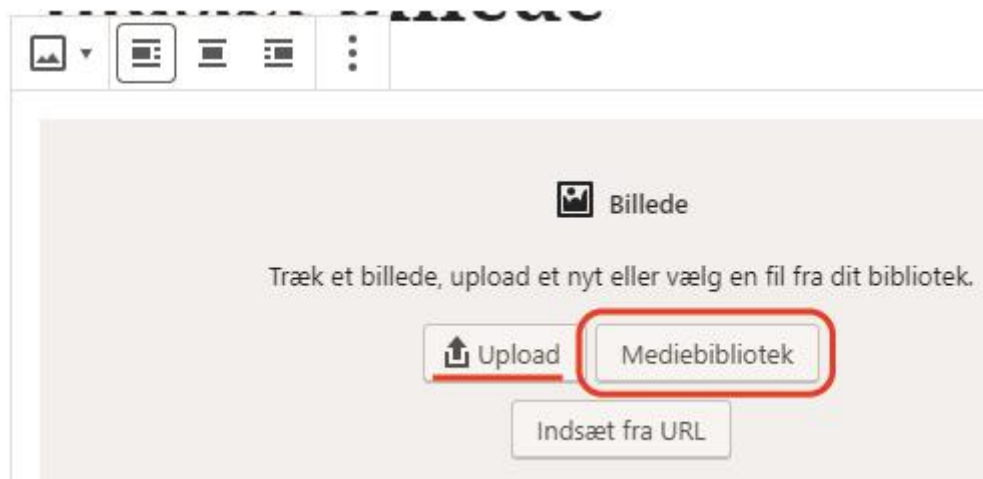 billede
Billede
Træk et billede, upload et nyt eller vælg en fil fra dit bibliotek.
Upload Mediebibliotek
Indsæt fra URL